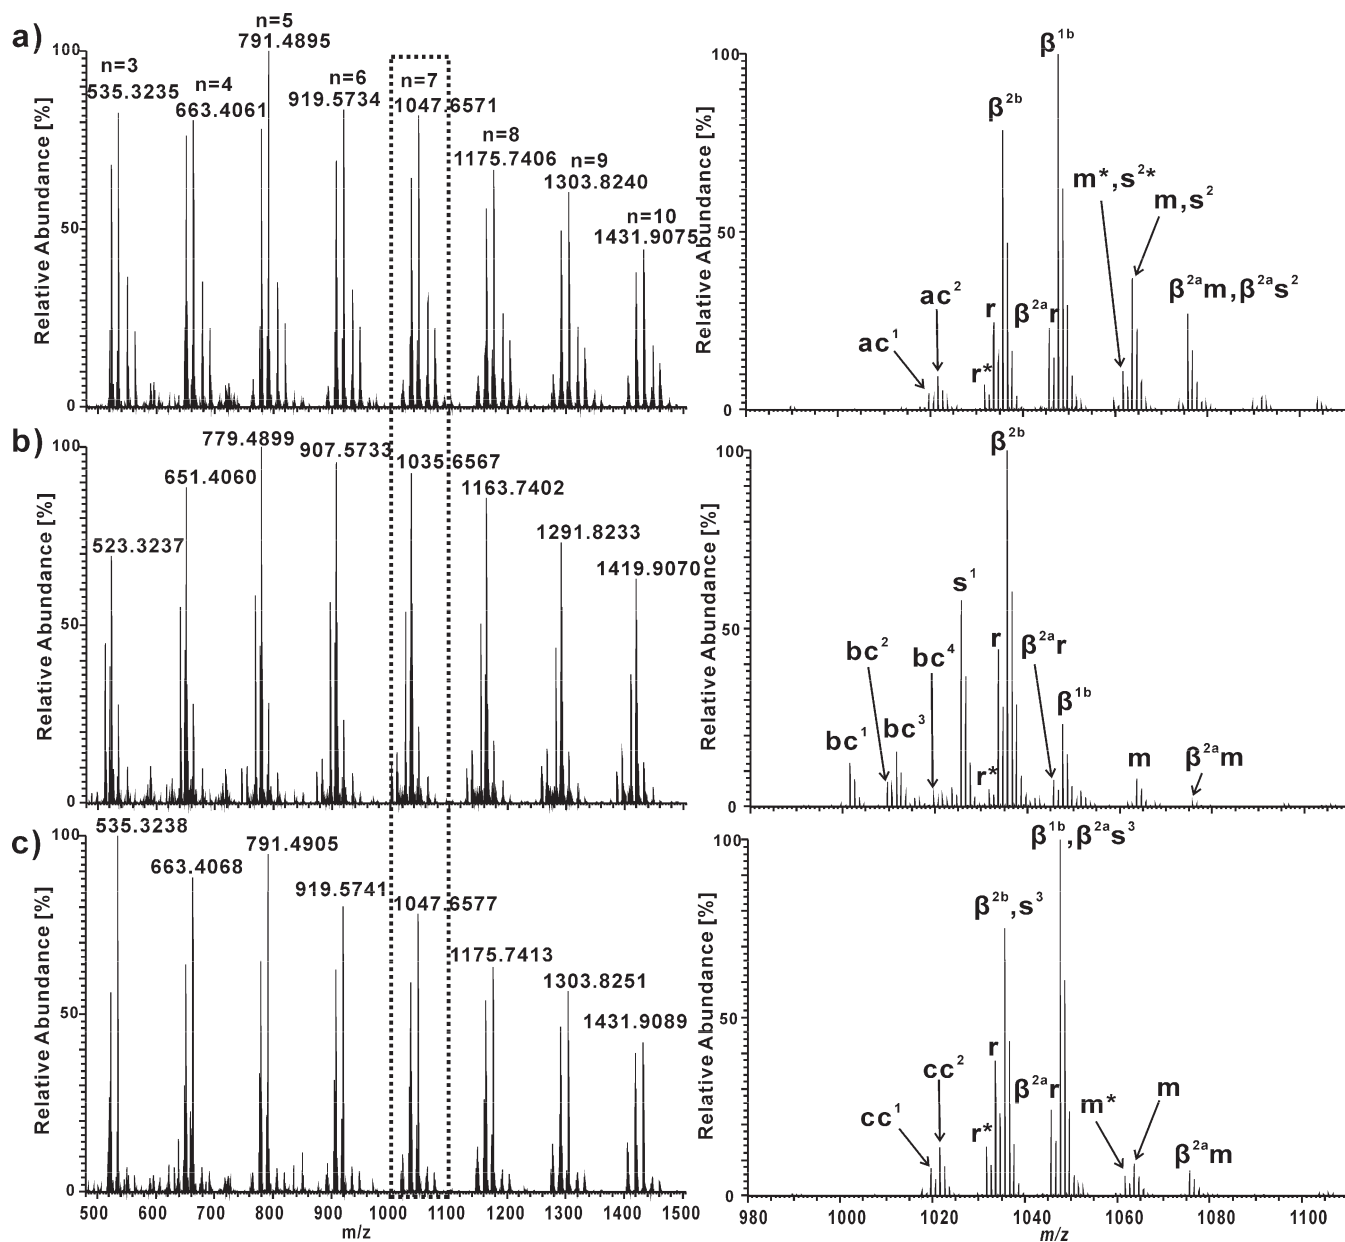 a)
n=5
791.4895
n=3
535.3235
n=4
663.4061
n=6
919.5734
n=7
1047.6571
n=8
1175.7406
n=9
1303.8240
n=10
1431.9075
Relative Abundance [%]
100
50
0
Relative Abundance [%]
100
50
0
ac¹
ac²
r*
r
β²ᵇ
β²ᵃr
β¹ᵇ
m*,s²*
m,s²
β²ᵃm,β²ᵃs²
b)
523.3237
651.4060
779.4899
907.5733
1035.6567
1163.7402
1291.8233
1419.9070
Relative Abundance [%]
100
50
0
Relative Abundance [%]
100
50
0
bc¹
bc²
bc³
bc⁴
s¹
r*
r
β²ᵇ
β²ᵃr
β¹ᵇ
m
β²ᵃm
c)
535.3238
663.4068
791.4905
919.5741
1047.6577
1175.7413
1303.8251
1431.9089
Relative Abundance [%]
100
50
0
500 600 700 800 900 1000 1100 1200 1300 1400 1500
m/z
Relative Abundance [%]
100
50
0
cc¹
cc²
r*
r
β²ᵇ,s³
β²ᵃr
β¹ᵇ,β²ᵃs³
m*
m
β²ᵃm
980 1000 1020 1040 1060 1080 1100
m/z